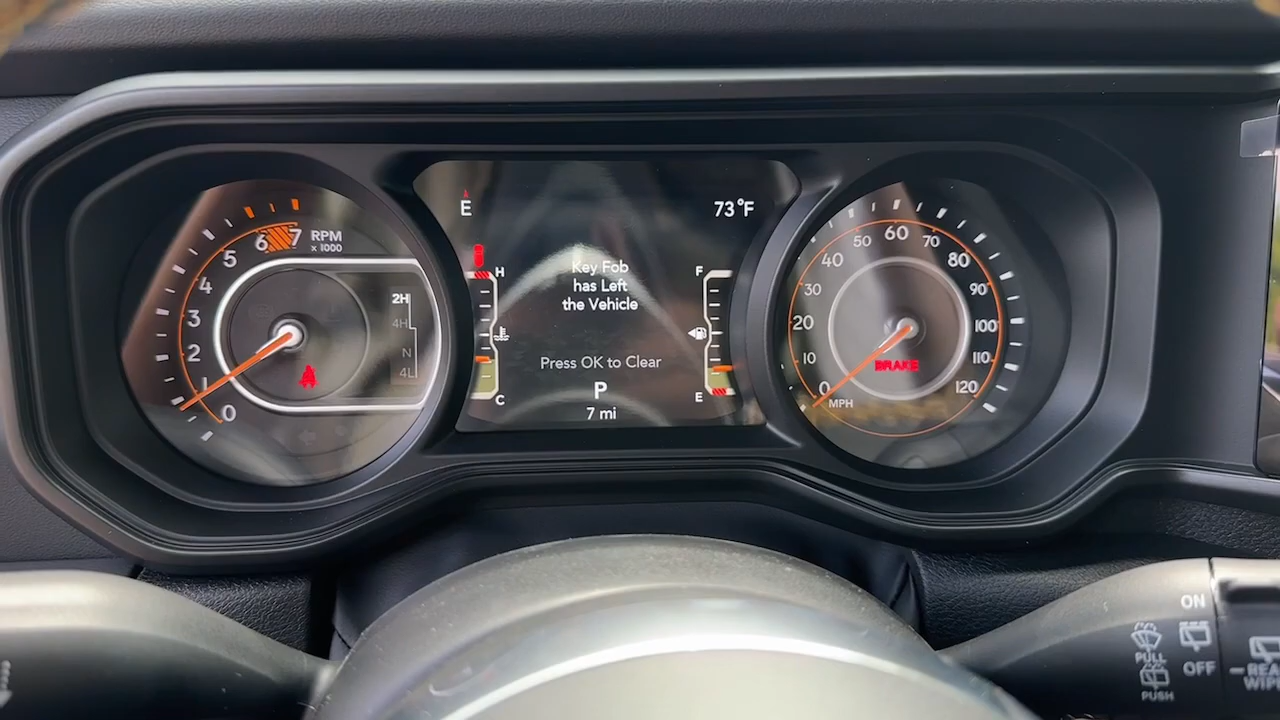 E
73°F
7
6
RPM
x 1000
5
4
3
2
1
0
2H
4H
N
4L
H
C
Key Fob
has Left
the Vehicle
Press OK to Clear
P
7 mi
F
E
60
50
70
40
80
30
90
20
100
10
110
0
120
MPH
BRAKE
ON
OFF
PULL
PUSH